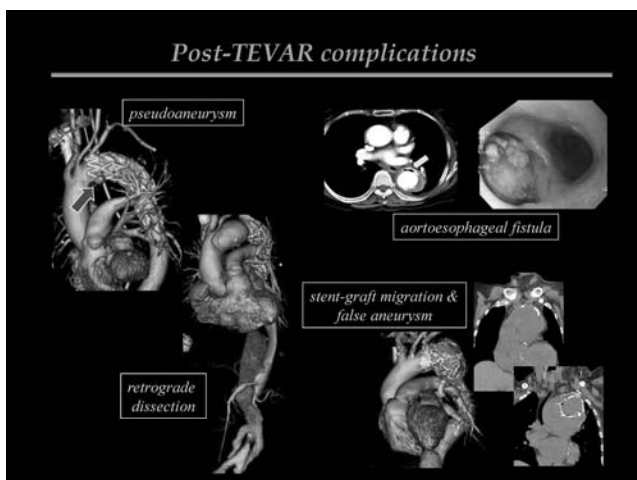 Post-TEVAR complications
pseudoaneurysm
aortoesophageal fistula
stent-graft migration &
false aneurysm
retrograde
dissection